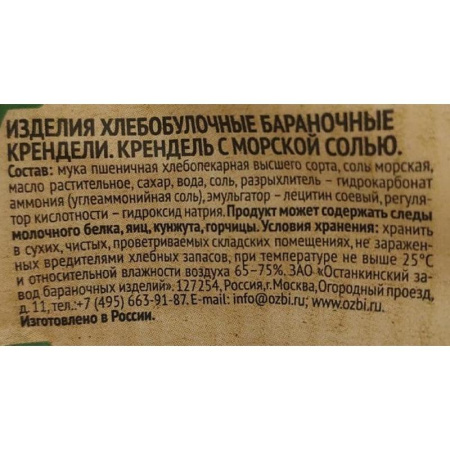 ИЗДЕЛИЯ ХЛЕБОБУЛОЧНЫЕ БАРАНОЧНЫЕ
КРЕНДЕЛИ. КРЕНДЕЛЬ С МОРСКОЙ СОЛЬЮ.
Состав: мука пшеничная хлебопекарная высшего сорта, соль морская,
масло растительное, сахар, вода, соль, разрыхлитель – гидрокарбонат
аммония (углеаммонийная соль), эмульгатор – лецитин соевый, регуля-
тор кислотности – гидроксид натрия. Продукт может содержать следы
молочного белка, яиц, кунжута, горчицы. Условия хранения: хранить
в сухих, чистых, проветриваемых складских помещениях, не заражен-
ных вредителями хлебных запасов, при температуре не выше 25°С
и относительной влажности воздуха 65–75%. ЗАО «Останкинский за-
вод бараночных изделий». 127254, Россия, г. Москва, Огородный проезд,
д. 11, тел.: +7 (495) 663-91-87. E-mail: info@ozbi.ru; www.ozbi.ru.
Изготовлено в России.